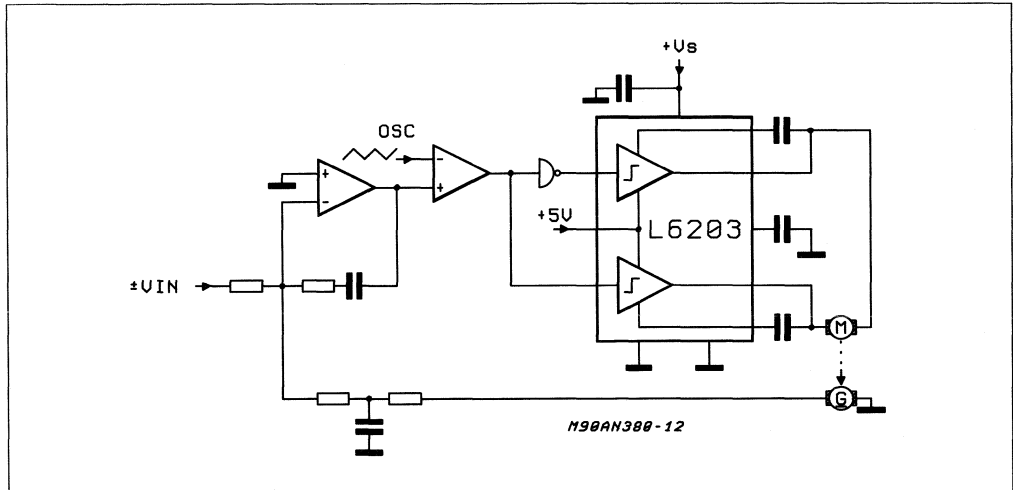 +Vs
OSC
-
+
+
-
+5V
L6203
±VIN
M
G
M90AN380-12